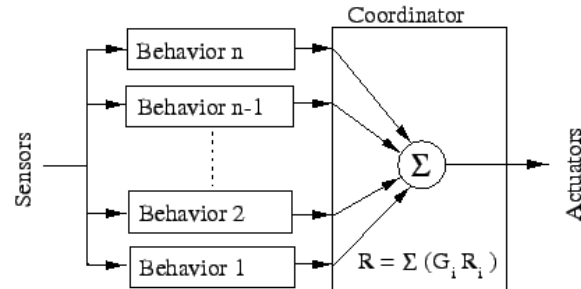 Coordinator
Behavior n
Behavior n-1
Sensors
Σ
Actuators
Behavior 2
Behavior 1
R = Σ (G_i R_i)